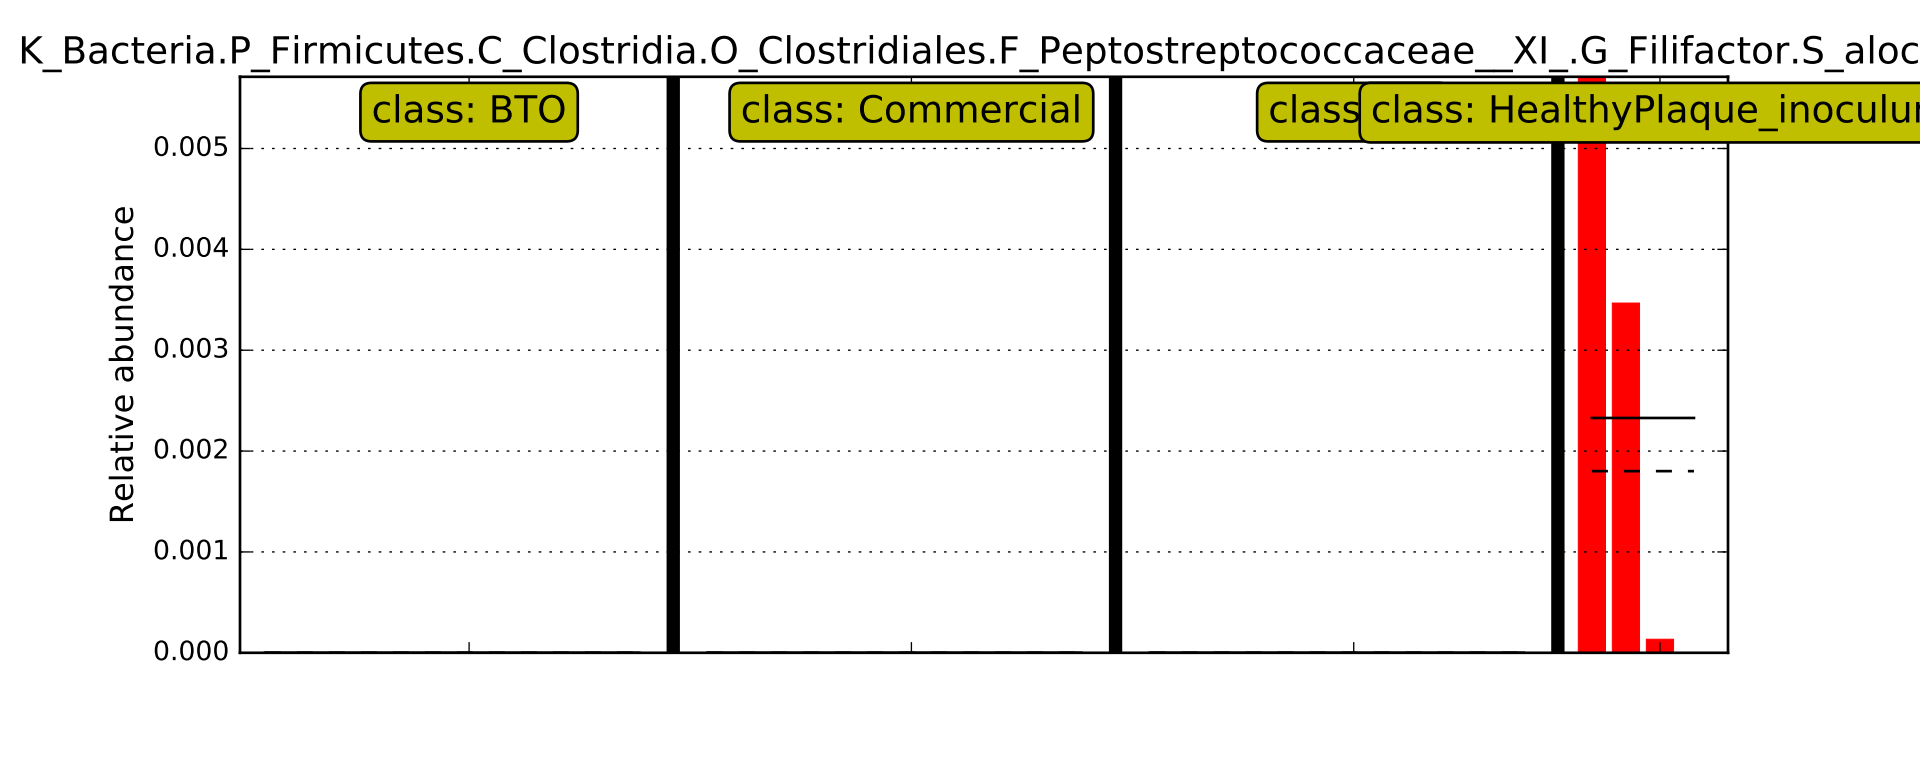 K_Bacteria.P_Firmicutes.C_Clostridia.O_Clostridiales.F_Peptostreptococcaceae__XI_.G_Filifactor.S_aloc
class: BTO
class: Commercial
class
class: HealthyPlaque_inoculu
0.005
0.004
0.003
0.002
0.001
0.000
Relative abundance